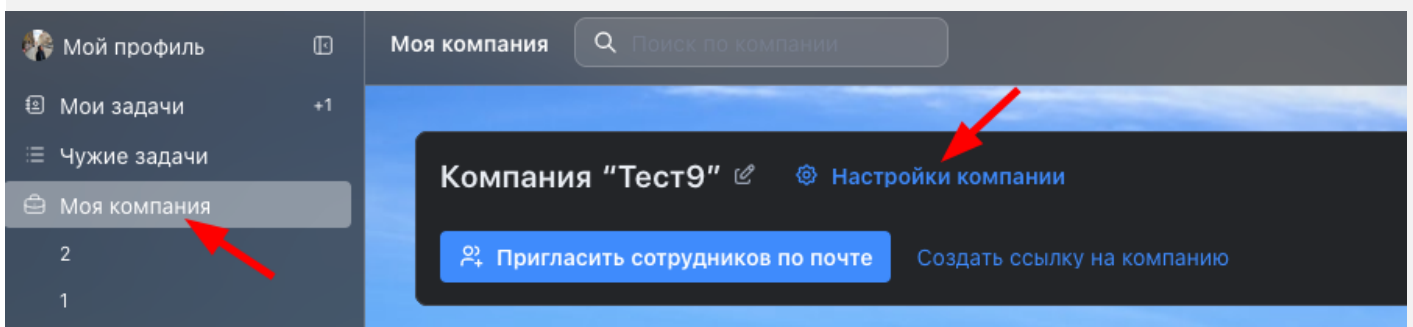 Мой профиль
Мои задачи +1
Чужие задачи
Моя компания
2
1
Моя компания
Поиск по компании
Компания “Тест9”
Настройки компании
Пригласить сотрудников по почте
Создать ссылку на компанию